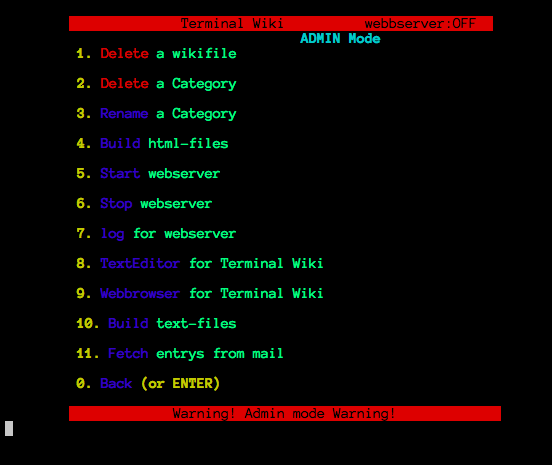 Terminal Wiki webbserver:OFF
ADMIN Mode
1. Delete a wikifile
2. Delete a Category
3. Rename a Category
4. Build html-files
5. Start webserver
6. Stop webserver
7. log for webserver
8. TextEditor for Terminal Wiki
9. Webbrowser for Terminal Wiki
10. Build text-files
11. Fetch entrys from mail
0. Back (or ENTER)
Warning! Admin mode Warning!